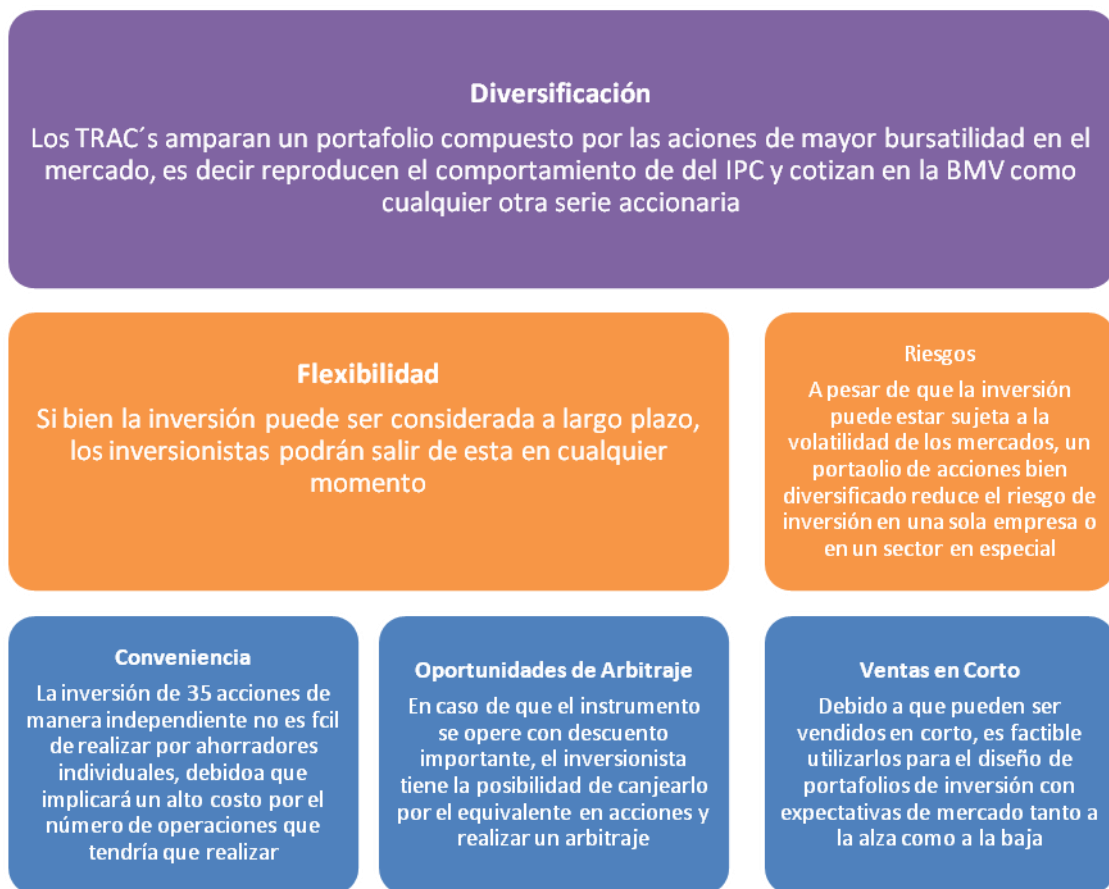 Diversificación
Los TRAC´s amparan un portafolio compuesto por las aciones de mayor bursatilidad en el
mercado, es decir reproducen el comportamiento de del IPC y cotizan en la BMV como
cualquier otra serie accionaria
Flexibilidad
Si bien la inversión puede ser considerada a largo plazo,
los inversionistas podrán salir de esta en cualquier
momento
Riesgos
A pesar de que la inversión
puede estar sujeta a la
volatilidad de los mercados, un
portaolio de acciones bien
diversificado reduce el riesgo de
inversión en una sola empresa o
en un sector en especial
Conveniencia
La inversión de 35 acciones de
manera independiente no es fcil
de realizar por ahorradores
individuales, debidoa que
implicará un alto costo por el
número de operaciones que
tendría que realizar
Oportunidades de Arbitraje
En caso de que el instrumento
se opere con descuento
importante, el inversionista
tiene la posibilidad de canjearlo
por el equivalente en acciones y
realizar un arbitraje
Ventas en Corto
Debido a que pueden ser
vendidos en corto, es factible
utilizarlos para el diseño de
portafolios de inversión con
expectativas de mercado tanto a
la alza como a la baja